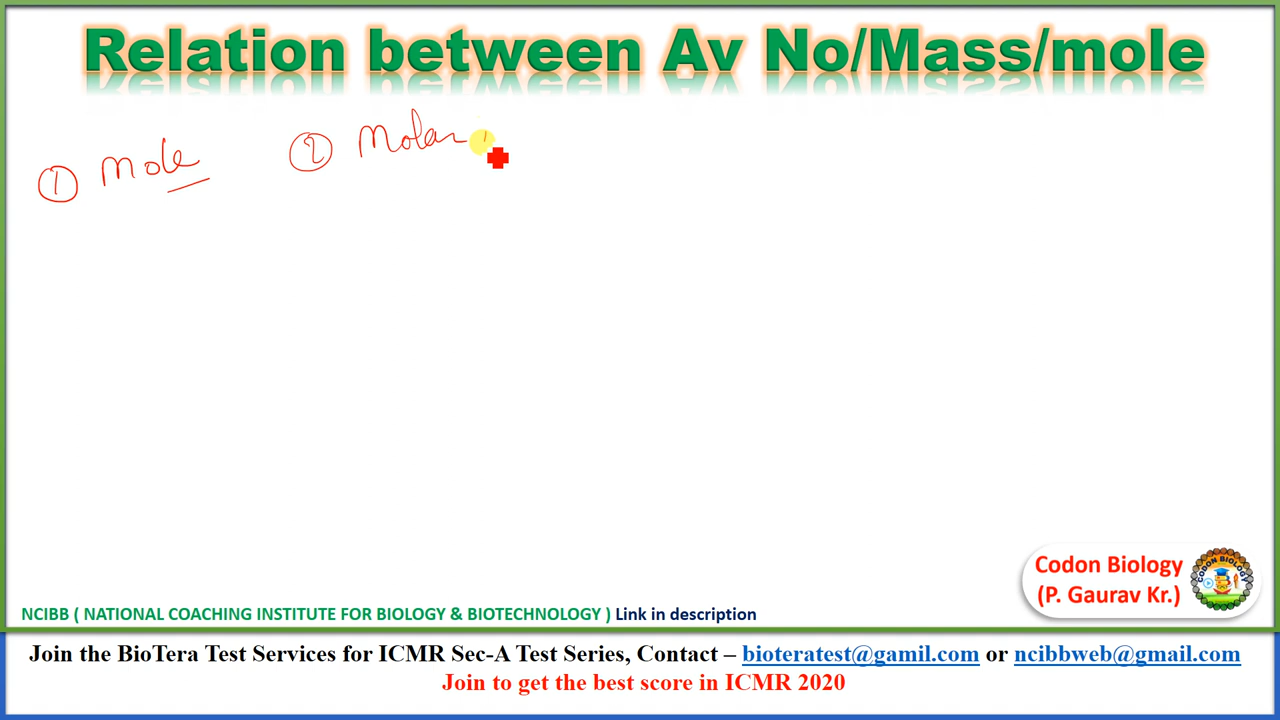 Relation between Av No/Mass/mole
① Mole ② Molar
Codon Biology
(P. Gaurav Kr.)
CODON BIOLOGY
NCIBB ( NATIONAL COACHING INSTITUTE FOR BIOLOGY & BIOTECHNOLOGY ) Link in description
Join the BioTera Test Services for ICMR Sec-A Test Series, Contact – bioteratest@gamil.com or ncibbweb@gmail.com
Join to get the best score in ICMR 2020